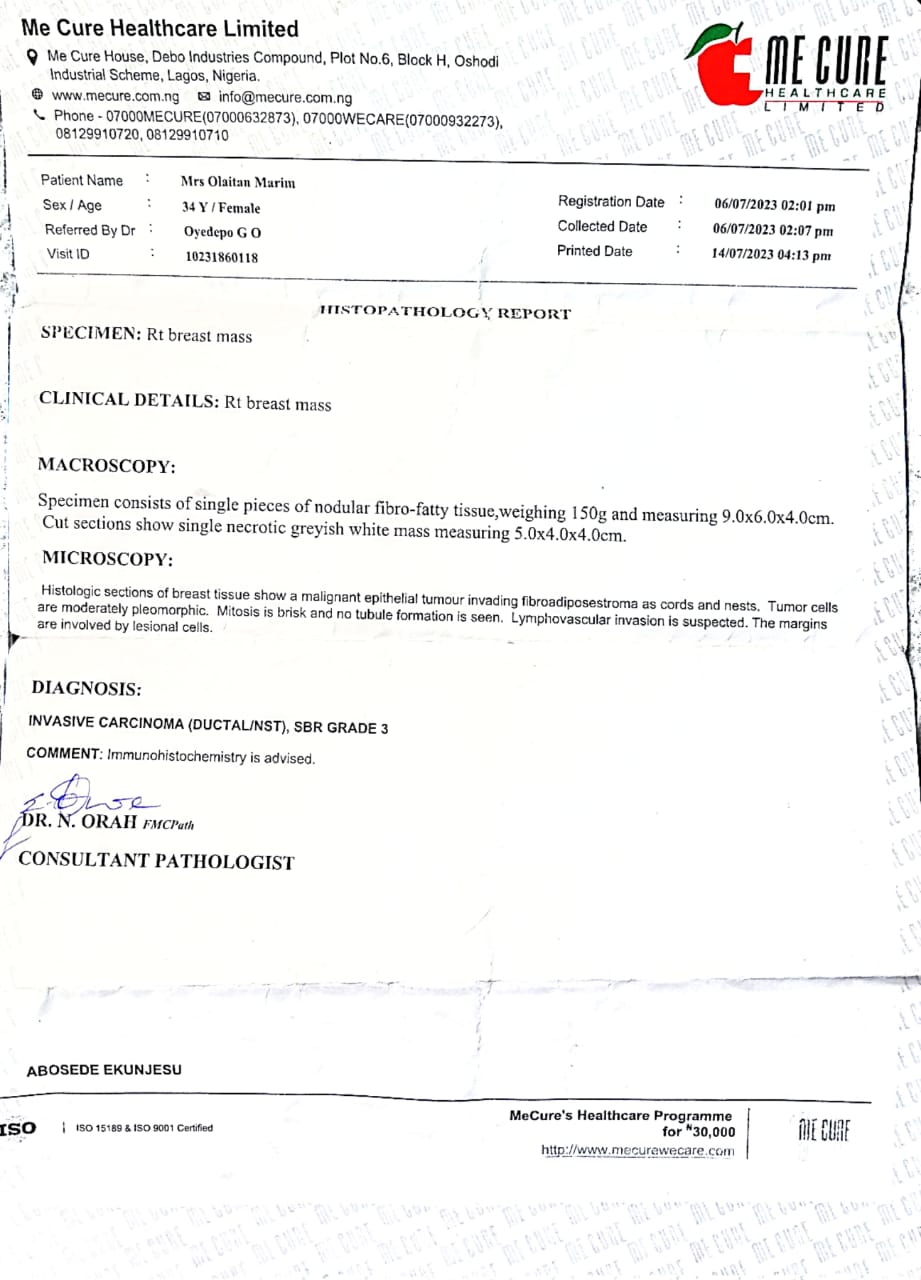 Me Cure Healthcare Limited
Me Cure House, Debo Industries Compound, Plot No.6, Block H, Oshodi
Industrial Scheme, Lagos, Nigeria.
www.mecure.com.ng info@mecure.com.ng
Phone - 07000MECURE(07000632873), 07000WECARE(07000932273),
08129910720, 08129910710
ME CURE
HEALTHCARE
LIMITED
Patient Name : Mrs Olaitan Marim
Sex / Age : 34 Y / Female
Referred By Dr : Oyedepo G O
Visit ID : 10231860118
Registration Date : 06/07/2023 02:01 pm
Collected Date : 06/07/2023 02:07 pm
Printed Date : 14/07/2023 04:13 pm
HISTOPATHOLOGY REPORT
SPECIMEN: Rt breast mass
CLINICAL DETAILS: Rt breast mass
MACROSCOPY:
Specimen consists of single pieces of nodular fibro-fatty tissue,weighing 150g and measuring 9.0x6.0x4.0cm.
Cut sections show single necrotic greyish white mass measuring 5.0x4.0x4.0cm.
MICROSCOPY:
Histologic sections of breast tissue show a malignant epithelial tumour invading fibroadiposestroma as cords and nests. Tumor cells
are moderately pleomorphic. Mitosis is brisk and no tubule formation is seen. Lymphovascular invasion is suspected. The margins
are involved by lesional cells.
DIAGNOSIS:
INVASIVE CARCINOMA (DUCTAL/NST), SBR GRADE 3
COMMENT: Immunohistochemistry is advised.
DR. N. ORAH FMCPath
CONSULTANT PATHOLOGIST
ABOSEDE EKUNJESU
ISO | ISO 15189 & ISO 9001 Certified
MeCure's Healthcare Programme
for ₦30,000
http://www.mecurewecare.com
ME CURE